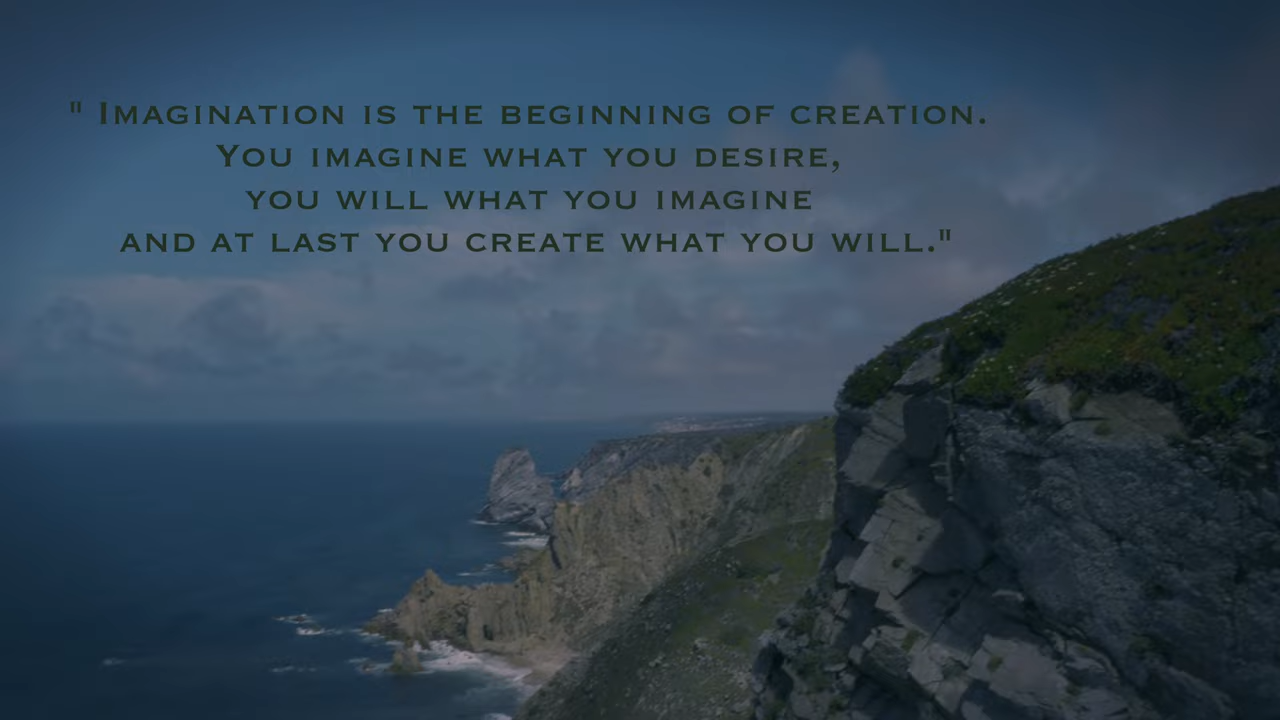 " Imagination is the beginning of creation.
You imagine what you desire,
you will what you imagine
and at last you create what you will."